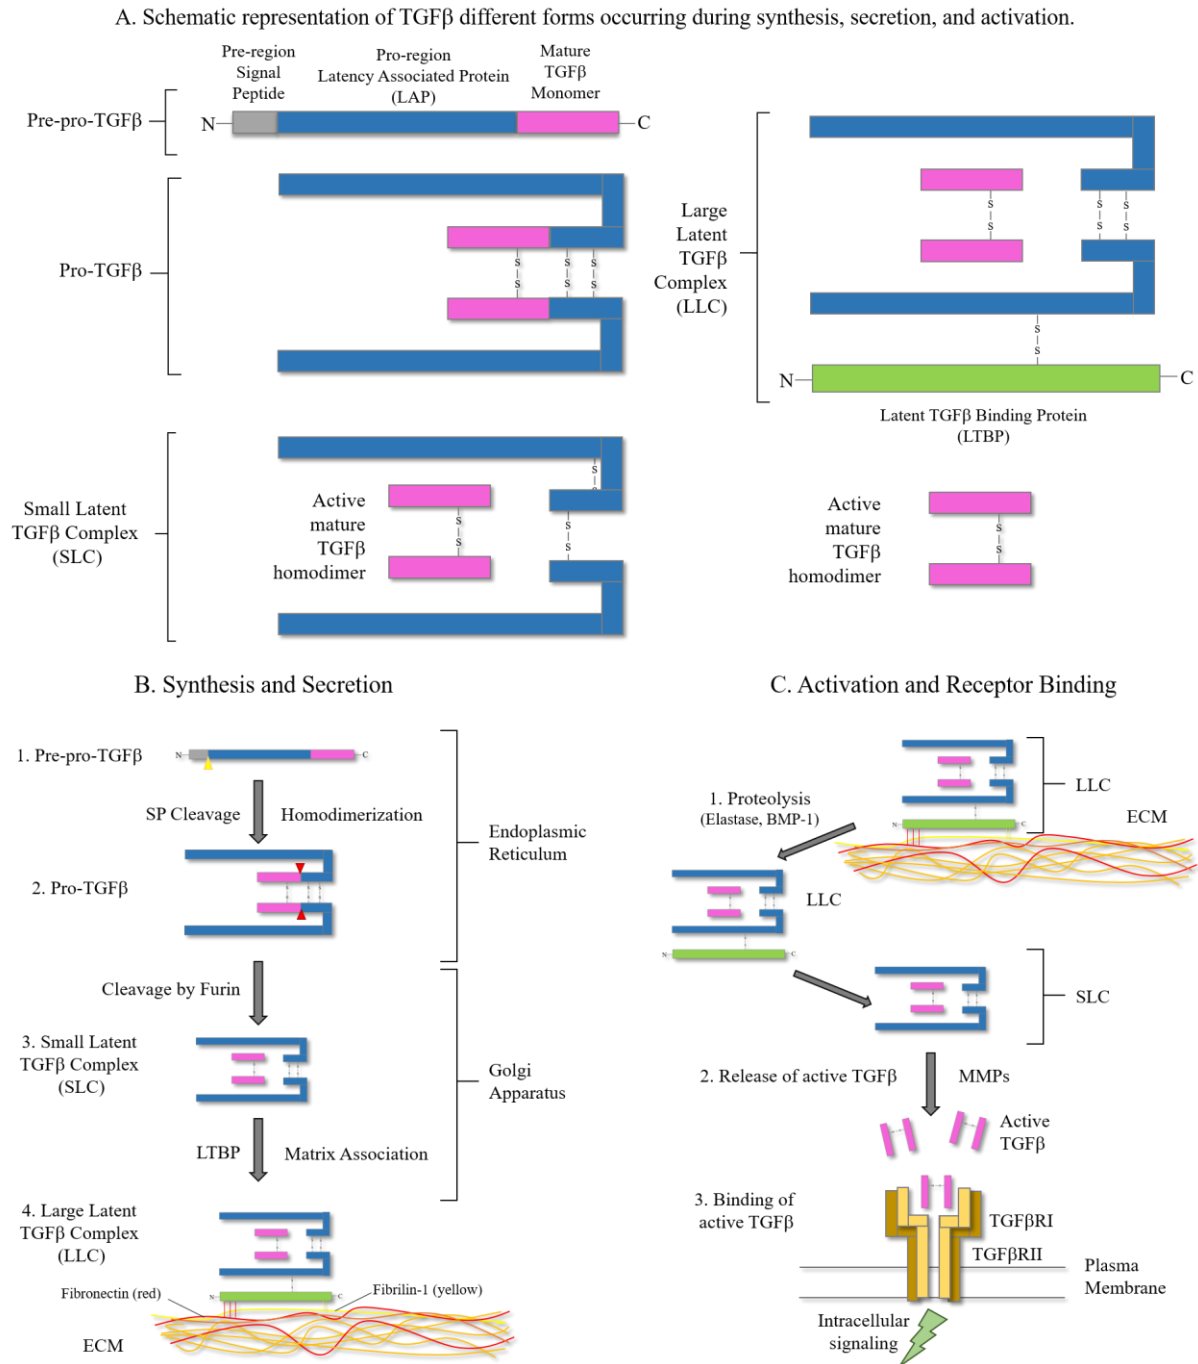 A. Schematic representation of TGFβ different forms occurring during synthesis, secretion, and activation.
Pre-region
Signal
Peptide
Pro-region
Latency Associated Protein
(LAP)
Mature
TGFβ
Monomer
Pre-pro-TGFβ
N
C
Pro-TGFβ
S
S
S
S
S
S
Large
Latent
TGFβ
Complex
(LLC)
S
S
S
S
S
S
S
S
N
C
Latent TGFβ Binding Protein
(LTBP)
Small Latent
TGFβ Complex
(SLC)
Active
mature
TGFβ
homodimer
S
S
S
S
S
Active
mature
TGFβ
homodimer
S
S
B. Synthesis and Secretion
1. Pre-pro-TGFβ
N
C
SP Cleavage
Homodimerization
Endoplasmic
Reticulum
2. Pro-TGFβ
Cleavage by Furin
3. Small Latent
TGFβ Complex
(SLC)
Golgi
Apparatus
LTBP
Matrix Association
4. Large Latent
TGFβ Complex
(LLC)
N
C
Fibronectin (red)
Fibrilin-1 (yellow)
ECM
C. Activation and Receptor Binding
LLC
1. Proteolysis
(Elastase, BMP-1)
N
C
ECM
LLC
N
C
SLC
2. Release of active TGFβ
MMPs
Active
TGFβ
3. Binding of
active TGFβ
TGFβRI
TGFβRII
Plasma
Membrane
Intracellular
signaling